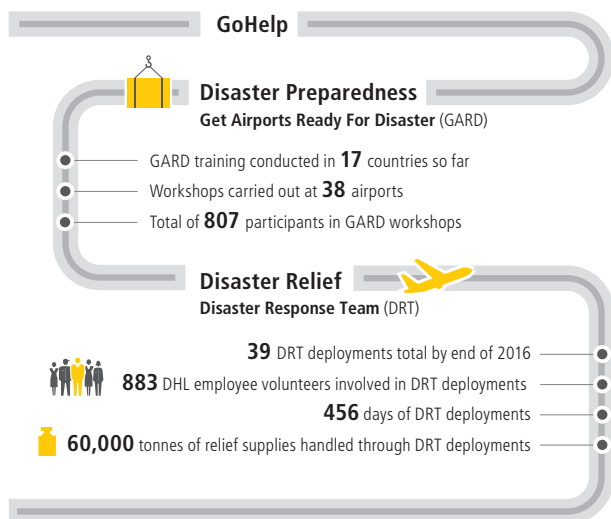 GoHelp
Disaster Preparedness
Get Airports Ready For Disaster (GARD)
GARD training conducted in 17 countries so far
Workshops carried out at 38 airports
Total of 807 participants in GARD workshops
Disaster Relief
Disaster Response Team (DRT)
39 DRT deployments total by end of 2016
883 DHL employee volunteers involved in DRT deployments
456 days of DRT deployments
60,000 tonnes of relief supplies handled through DRT deployments